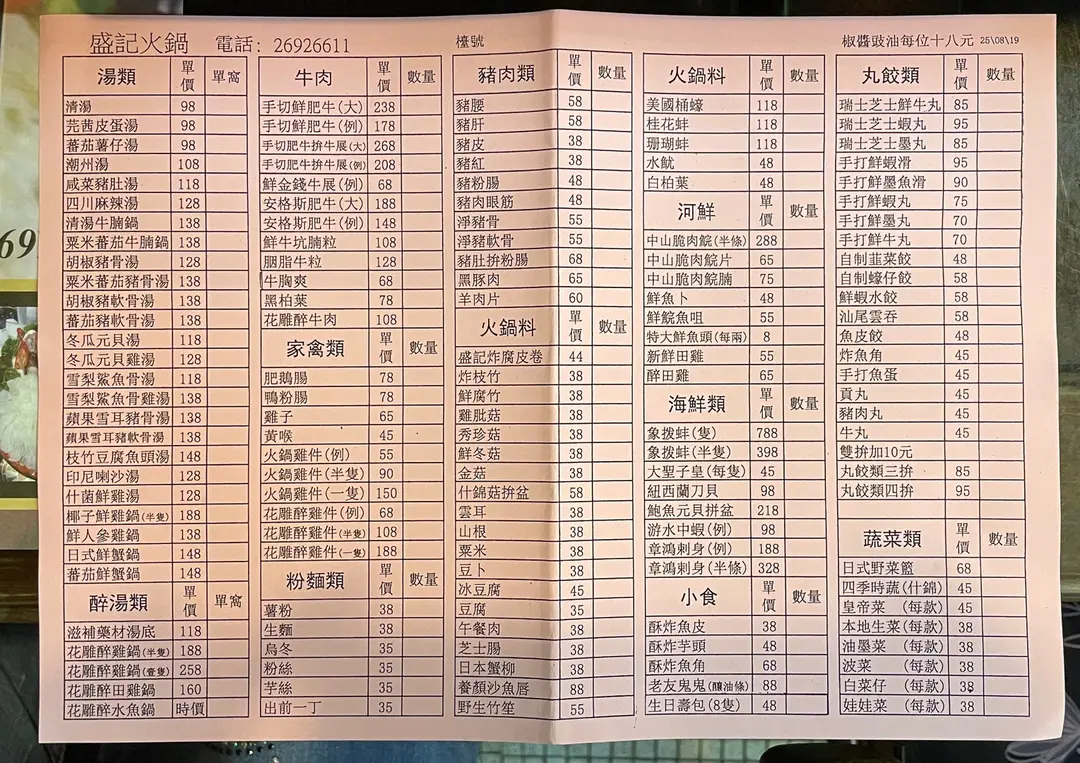 盛記火鍋 電話: 26926611 檯號 椒醬豉油每位十八元 25\08\19
湯類 單價 單窩
清湯 98
芫茜皮蛋湯 98
蕃茄薯仔湯 98
潮州湯 108
咸菜豬肚湯 118
四川麻辣湯 128
清湯牛腩鍋 138
粟米蕃茄牛腩鍋 138
胡椒豬骨湯 128
粟米蕃茄豬骨湯 138
胡椒豬軟骨湯 138
蕃茄豬軟骨湯 138
冬瓜元貝湯 118
冬瓜元貝雞湯 128
雪梨鯊魚骨湯 118
雪梨鯊魚骨雞湯 138
蘋果雪耳豬骨湯 138
蘋果雪耳豬軟骨湯 138
枝竹豆腐魚頭湯 148
印尼喇沙湯 128
什菌鮮雞湯 128
椰子鮮雞鍋(半隻) 188
鮮人參雞鍋 138
日式鮮蟹鍋 148
蕃茄鮮蟹鍋 148
醉湯類 單價 單窩
滋補藥材湯底 118
花雕醉雞鍋(半隻) 188
花雕醉雞鍋(壹隻) 258
花雕醉田雞鍋 160
花雕醉水魚鍋 時價
牛肉 單價 數量
手切鮮肥牛(大) 238
手切鮮肥牛(例) 178
手切肥牛拚牛展(大) 268
手切肥牛拚牛展(例) 208
鮮金錢牛展(例) 68
安格斯肥牛(大) 188
安格斯肥牛(例) 148
鮮牛坑腩粒 108
胭脂牛粒 128
牛胸爽 68
黑柏葉 78
花雕醉牛肉 108
家禽類 單價 數量
肥鵝腸 78
鴨粉腸 78
雞子 65
黃喉 45
火鍋雞件(例) 55
火鍋雞件(半隻) 90
火鍋雞件(一隻) 150
花雕醉雞件(例) 68
花雕醉雞件(半隻) 108
花雕醉雞件(一隻) 188
粉麵類 單價 數量
薯粉 38
生麵 38
烏冬 35
粉絲 35
芋絲 35
出前一丁 35
豬肉類 單價 數量
豬腰 58
豬肝 58
豬皮 38
豬紅 38
豬粉腸 48
豬肉眼筋 48
淨豬骨 55
淨豬軟骨 55
豬肚拚粉腸 68
黑豚肉 65
羊肉片 60
火鍋料 單價 數量
盛記炸腐皮卷 44
炸枝竹 38
鮮腐竹 38
雞肶菇 38
秀珍菇 38
鮮冬菇 38
金菇 38
什錦菇拚盆 58
雲耳 38
山根 38
粟米 38
豆卜 38
冰豆腐 45
豆腐 35
午餐肉 38
芝士腸 38
日本蟹柳 38
養顏沙魚唇 88
野生竹笙 55
火鍋料 單價 數量
美國桶蠔 118
桂花蚌 118
珊瑚蚌 118
水魷 48
白柏葉 48
河鮮 單價 數量
中山脆肉鯇(半條) 288
中山脆肉鯇片 65
中山脆肉鯇腩 75
鮮魚卜 48
鮮鯇魚咀 55
特大鮮魚頭(每兩) 8
新鮮田雞 55
醉田雞 65
海鮮類 單價 數量
象拔蚌(隻) 788
象拔蚌(半隻) 398
大聖子皇(每隻) 45
紐西蘭刀貝 98
鮑魚元貝拼盆 218
游水中蝦(例) 98
章鴻刺身(例) 188
章鴻刺身(半條) 328
小食 單價 數量
酥炸魚皮 38
酥炸芋頭 48
酥炸魚角 68
老友鬼鬼(釀油條) 88
生日壽包(8隻) 48
丸餃類 單價 數量
瑞士芝士鮮牛丸 85
瑞士芝士蝦丸 95
瑞士芝士墨丸 85
手打鮮蝦滑 95
手打鮮墨魚滑 90
手打鮮蝦丸 75
手打鮮墨丸 70
手打鮮牛丸 70
自制韮菜餃 48
自制蠔仔餃 58
鮮蝦水餃 58
汕尾雲吞 58
魚皮餃 48
炸魚角 45
手打魚蛋 45
貢丸 45
豬肉丸 45
牛丸 45
雙拚加10元
丸餃類三拚 85
丸餃類四拚 95
蔬菜類 單價 數量
日式野菜籃 68
四季時蔬(什錦) 45
皇帝菜 (每款) 45
本地生菜(每款) 38
油墨菜 (每款) 38
菠菜 (每款) 38
白菜仔 (每款) 38
娃娃菜 (每款) 38